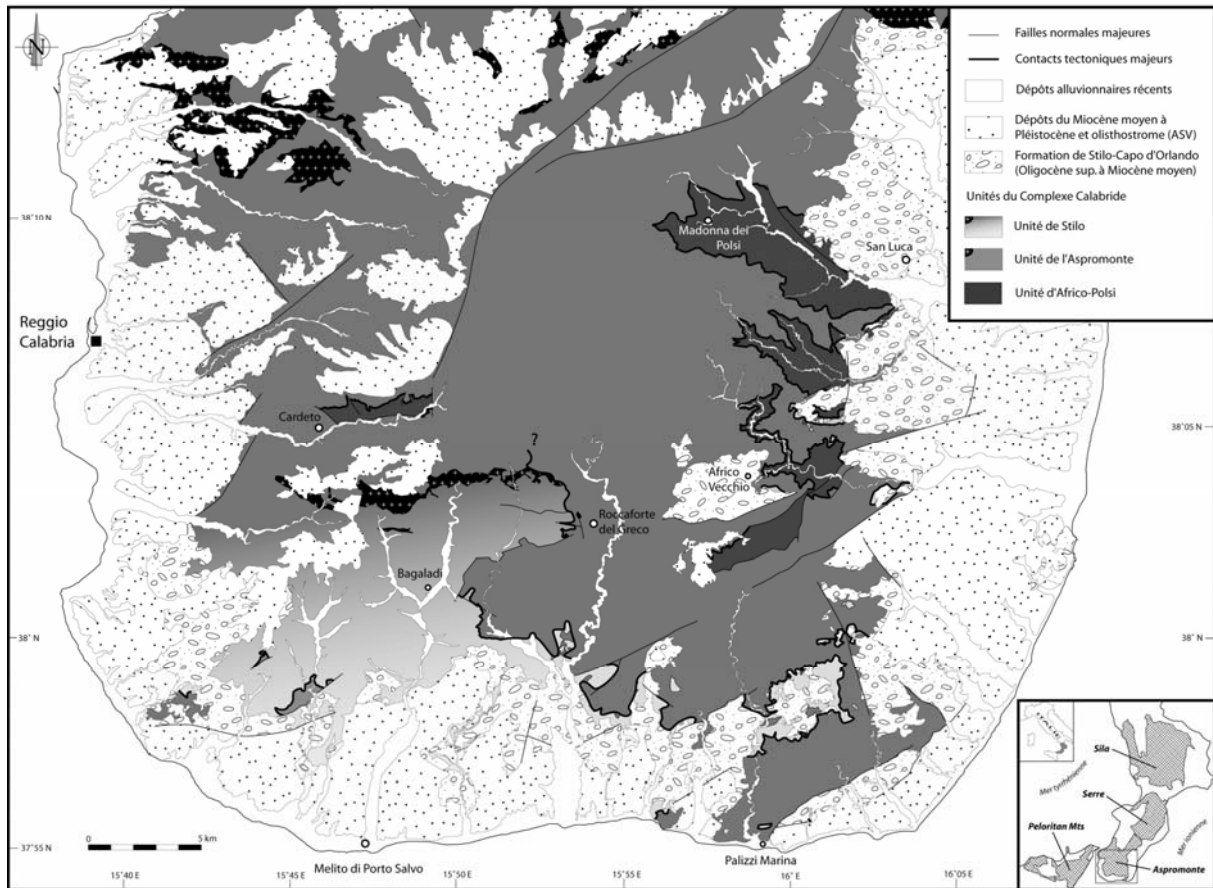 N
Failles normales majeures
Contacts tectoniques majeurs
Dépôts alluvionnaires récents
Dépôts du Miocène moyen à
Pléistocène et olisthostrome (ASV)
Formation de Stilo-Capo d'Orlando
(Oligocène sup. à Miocène moyen)
Unités du Complexe Calabride
Unité de Stilo
Unité de l'Aspromonte
Unité d'Africo-Polsi
38°10
Madonna dei
Polsi
San Luca
Reggio
Calabria
Cardeto
38°05 N
?
Africo
Vecchio
Roccaforte
del Greco
Bagaladi
38° N
38° N
37°55
0
5 km
Melito di Porto Salvo
Palizzi Marina
15°40
15°45
15°50
15°55
16°
16°05
Sila
Mer tyrrhénienne
Serre
Mer ionienne
Peloritan Mts
Aspromonte